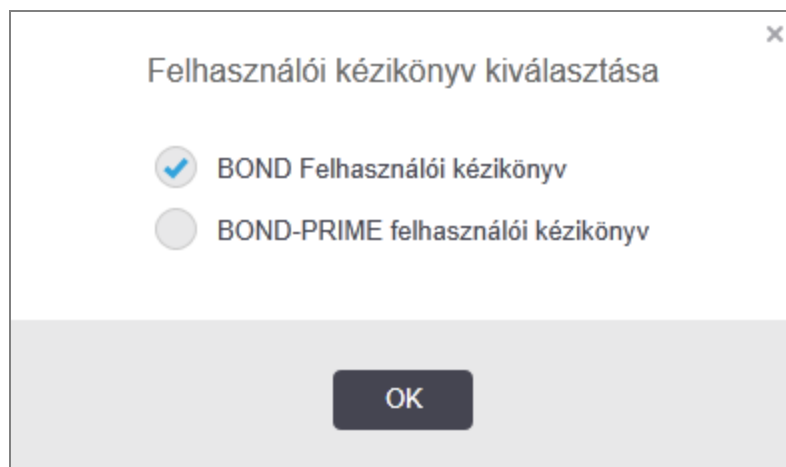 Felhasználói kézikönyv kiválasztása
BOND Felhasználói kézikönyv
BOND-PRIME felhasználói kézikönyv
OK